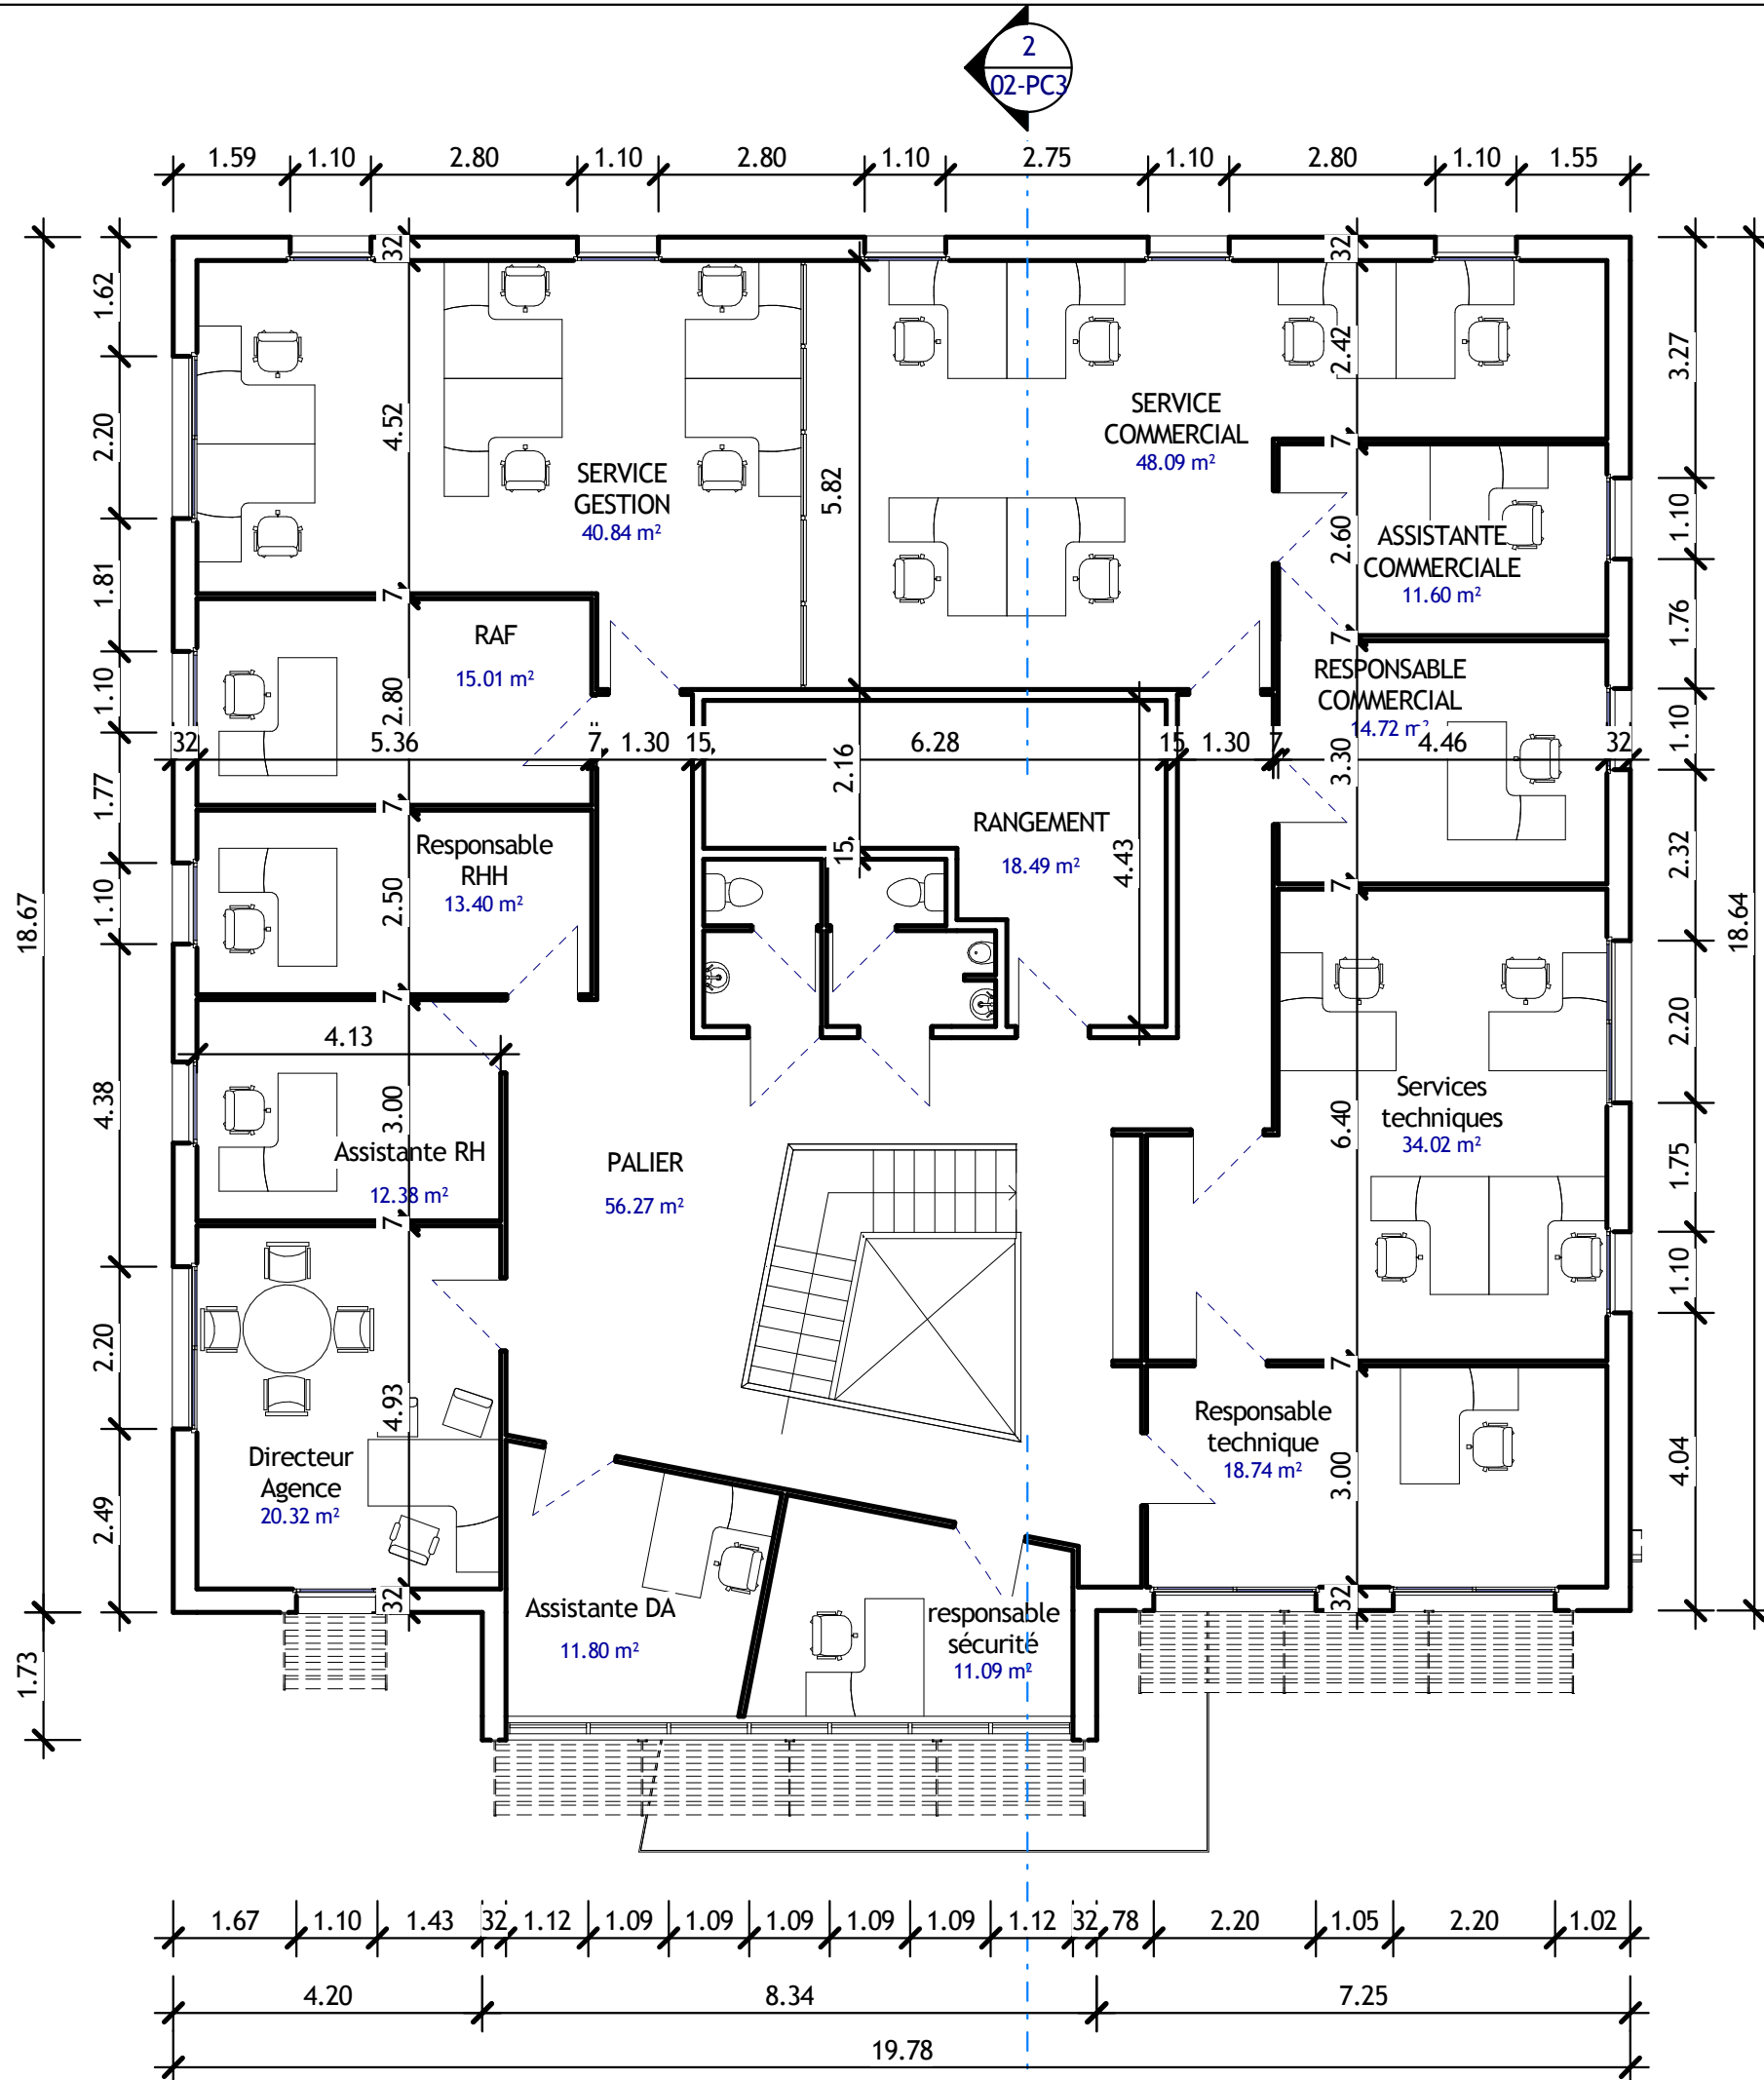 2
02-PC3
1.59 1.10 2.80 1.10 2.80 1.10 2.75 1.10 2.80 1.10 1.55
32 32
1.62
2.20
1.81
1.10
1.77
1.10
4.38
2.20
2.49
18.67
1.73
3.27
1.10
1.76
1.10
2.32
2.20
1.75
1.10
4.04
18.64
4.52
5.82
2.42
SERVICE
GESTION
40.84 m²
SERVICE
COMMERCIAL
48.09 m²
7
2.60
ASSISTANTE
COMMERCIALE
11.60 m²
7
7
RAF
15.01 m²
2.80
RESPONSABLE
COMMERCIAL
14.72 m²
32 5.36 7 1.30 15 6.28 15 1.30 7 4.46 32
3.30
2.16
15
4.43
RANGEMENT
18.49 m²
7
Responsable
RHH
13.40 m²
2.50
7
7
4.13
3.00
Assistante RH
12.38 m²
7
PALIER
56.27 m²
Services
techniques
34.02 m²
6.40
7
4.93
Directeur
Agence
20.32 m²
Responsable
technique
18.74 m²
3.00
32
32
Assistante DA
11.80 m²
responsable
sécurité
11.09 m²
1.67 1.10 1.43 32 1.12 1.09 1.09 1.09 1.09 1.09 1.12 32 78 2.20 1.05 2.20 1.02
4.20 8.34 7.25
19.78